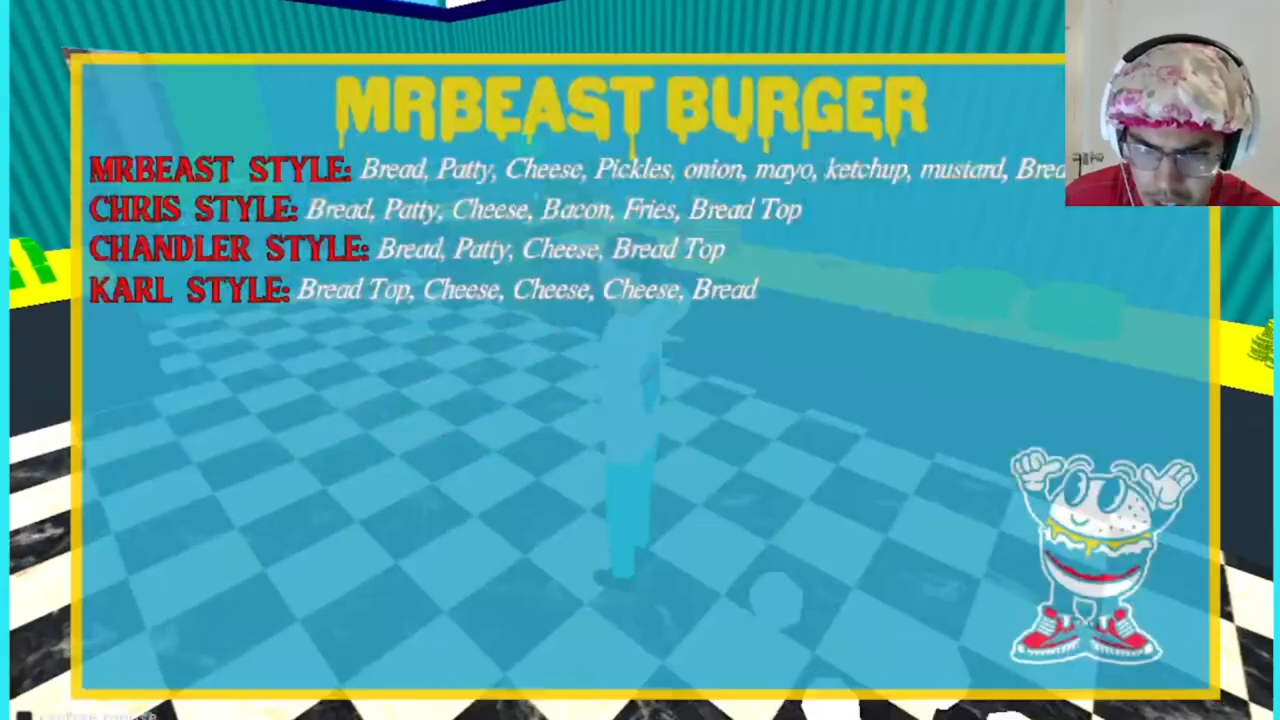 MRBEAST BURGER
MRBEAST STYLE: Bread, Patty, Cheese, Pickles, onion, mayo, ketchup, mustard, Brea
CHRIS STYLE: Bread, Patty, Cheese, Bacon, Fries, Bread Top
CHANDLER STYLE: Bread, Patty, Cheese, Bread Top
KARL STYLE: Bread Top, Cheese, Cheese, Cheese, Bread